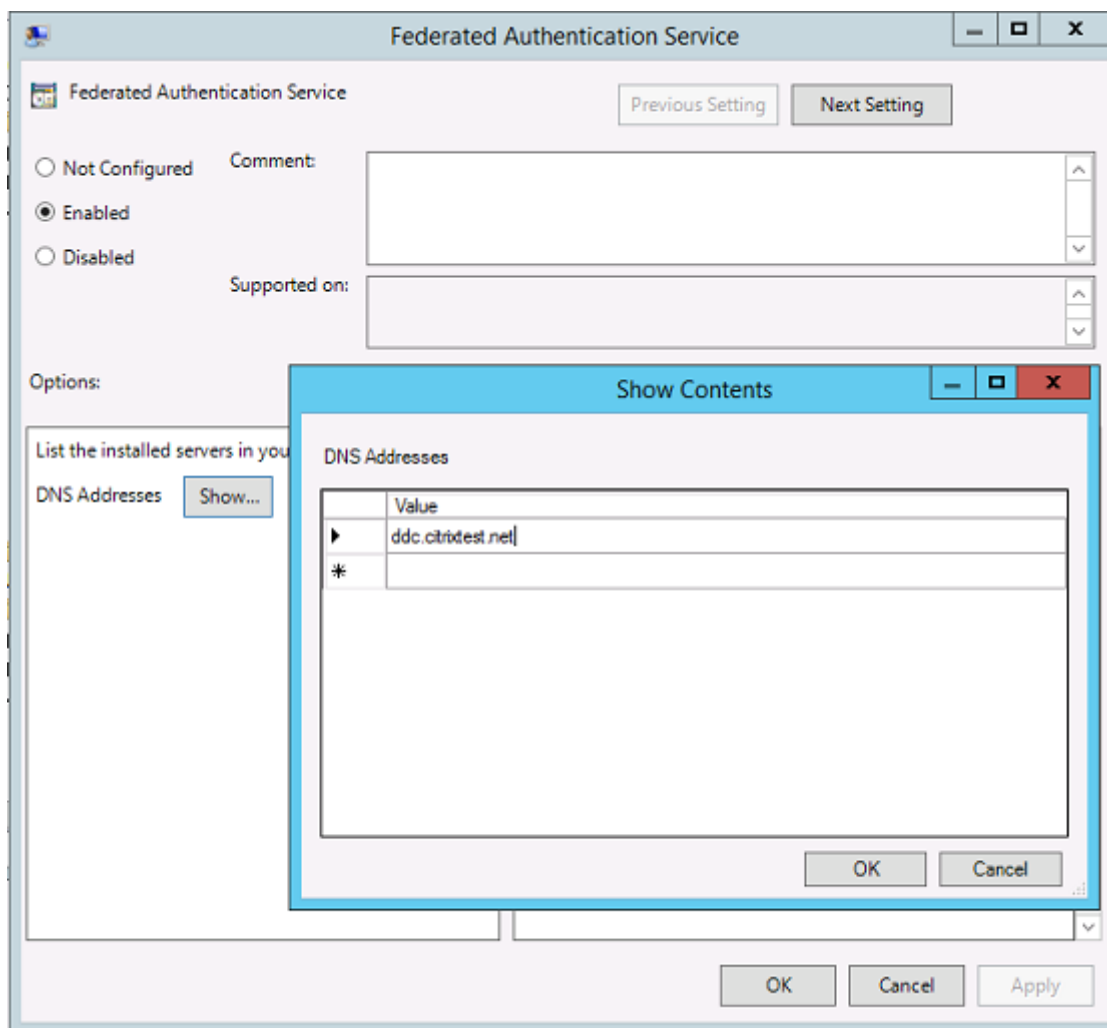 Federated Authentication Service
Federated Authentication Service
Previous Setting
Next Setting
Not Configured
Comment:
Enabled
Disabled
Supported on:
Options:
Show Contents
List the installed servers in you
DNS Addresses
Show...
DNS Addresses
Value
ddc.citrixtest.net
OK
Cancel
OK
Cancel
Apply